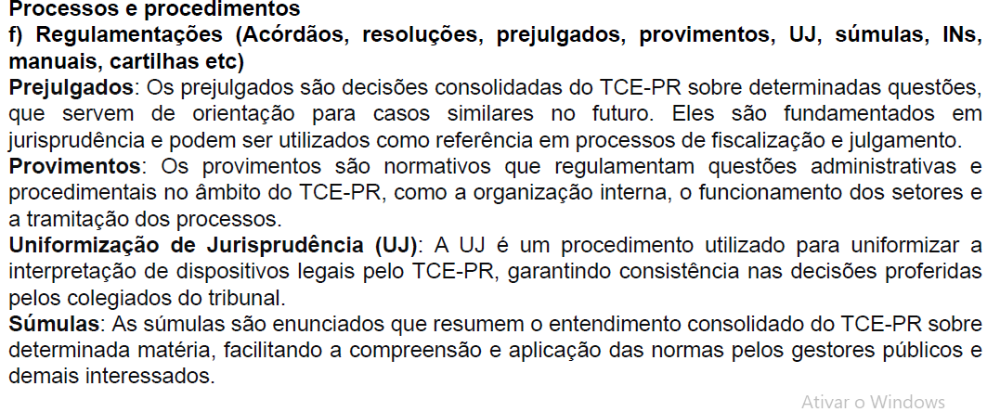 Processos e procedimentos
f) Regulamentações (Acórdãos, resoluções, prejulgados, provimentos, UJ, súmulas, INs,
manuais, cartilhas etc)
Prejulgados: Os prejulgados são decisões consolidadas do TCE-PR sobre determinadas questões,
que servem de orientação para casos similares no futuro. Eles são fundamentados em
jurisprudência e podem ser utilizados como referência em processos de fiscalização e julgamento.
Provimentos: Os provimentos são normativos que regulamentam questões administrativas e
procedimentais no âmbito do TCE-PR, como a organização interna, o funcionamento dos setores e
a tramitação dos processos.
Uniformização de Jurisprudência (UJ): A UJ é um procedimento utilizado para uniformizar a
interpretação de dispositivos legais pelo TCE-PR, garantindo consistência nas decisões proferidas
pelos colegiados do tribunal.
Súmulas: As súmulas são enunciados que resumem o entendimento consolidado do TCE-PR sobre
determinada matéria, facilitando a compreensão e aplicação das normas pelos gestores públicos e
demais interessados.
Ativar o Windows